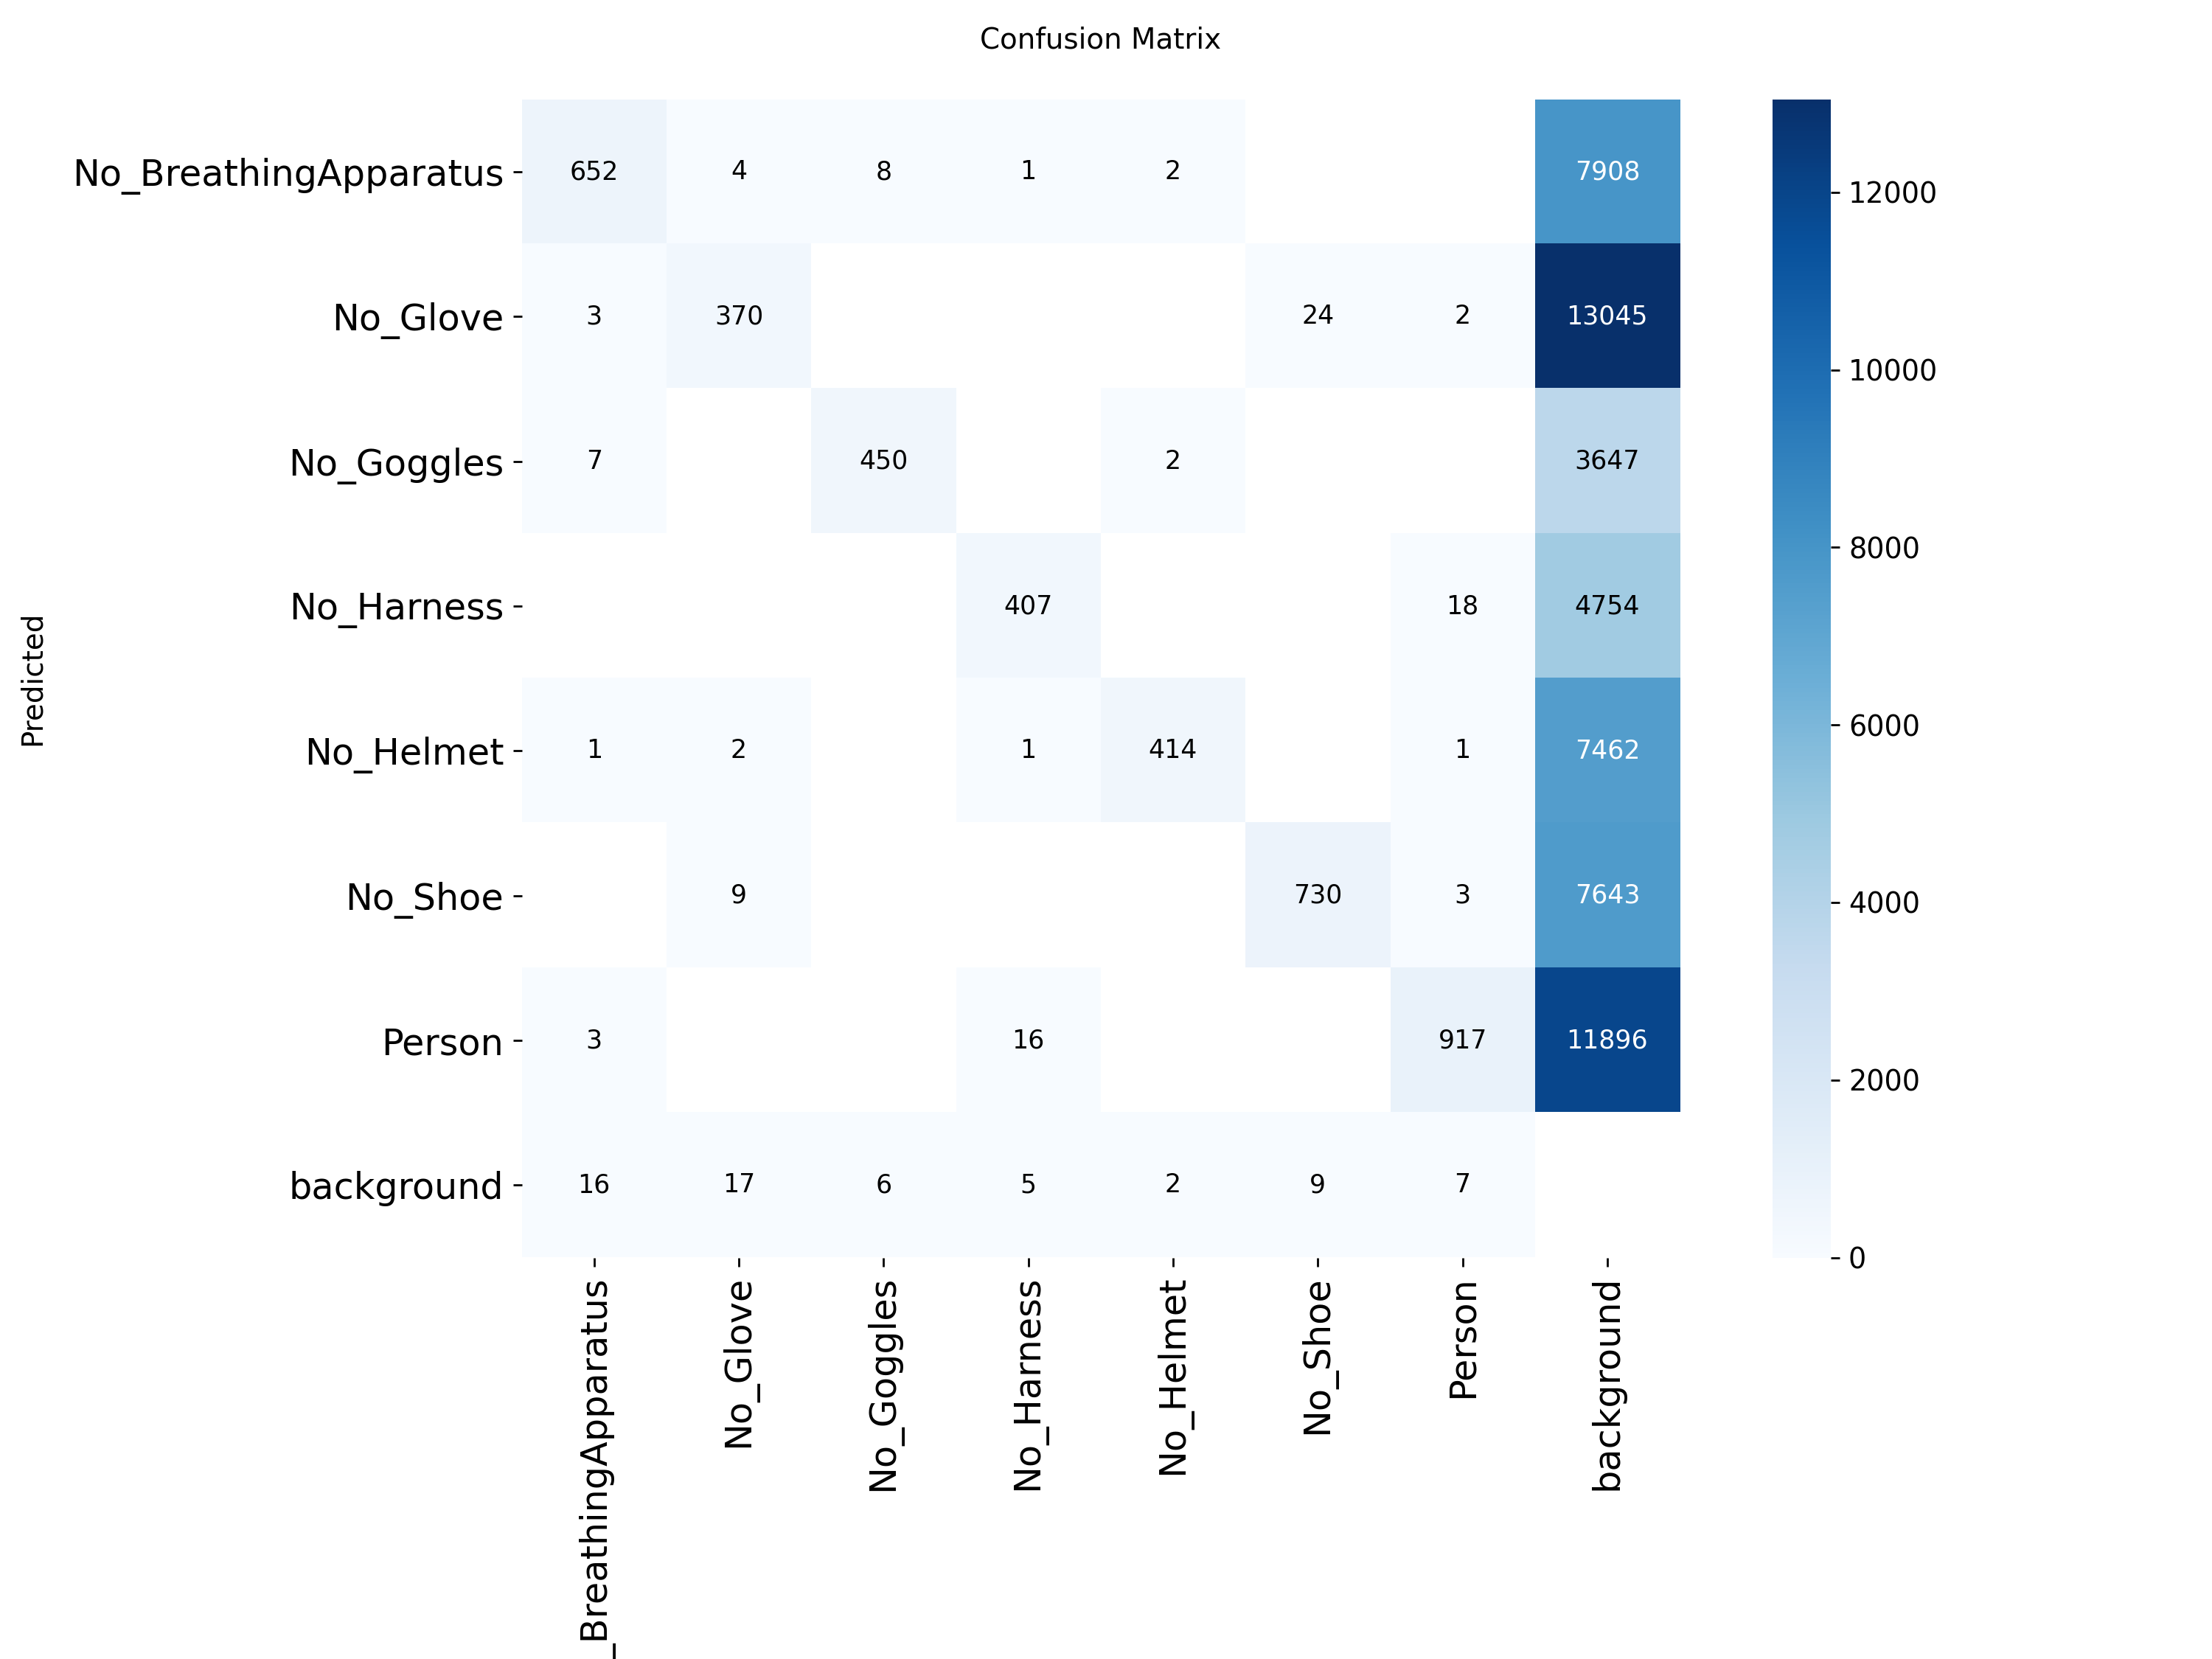 Confusion Matrix
No_BreathingApparatus 652 4 8 1 2 7908
No_Glove 3 370 24 2 13045
No_Goggles 7 450 2 3647
No_Harness 407 18 4754
No_Helmet 1 2 1 414 1 7462
No_Shoe 9 730 3 7643
Person 3 16 917 11896
background 16 17 6 5 2 9 7
Predicted
_BreathingApparatus
No_Glove
No_Goggles
No_Harness
No_Helmet
No_Shoe
Person
background
12000
10000
8000
6000
4000
2000
0